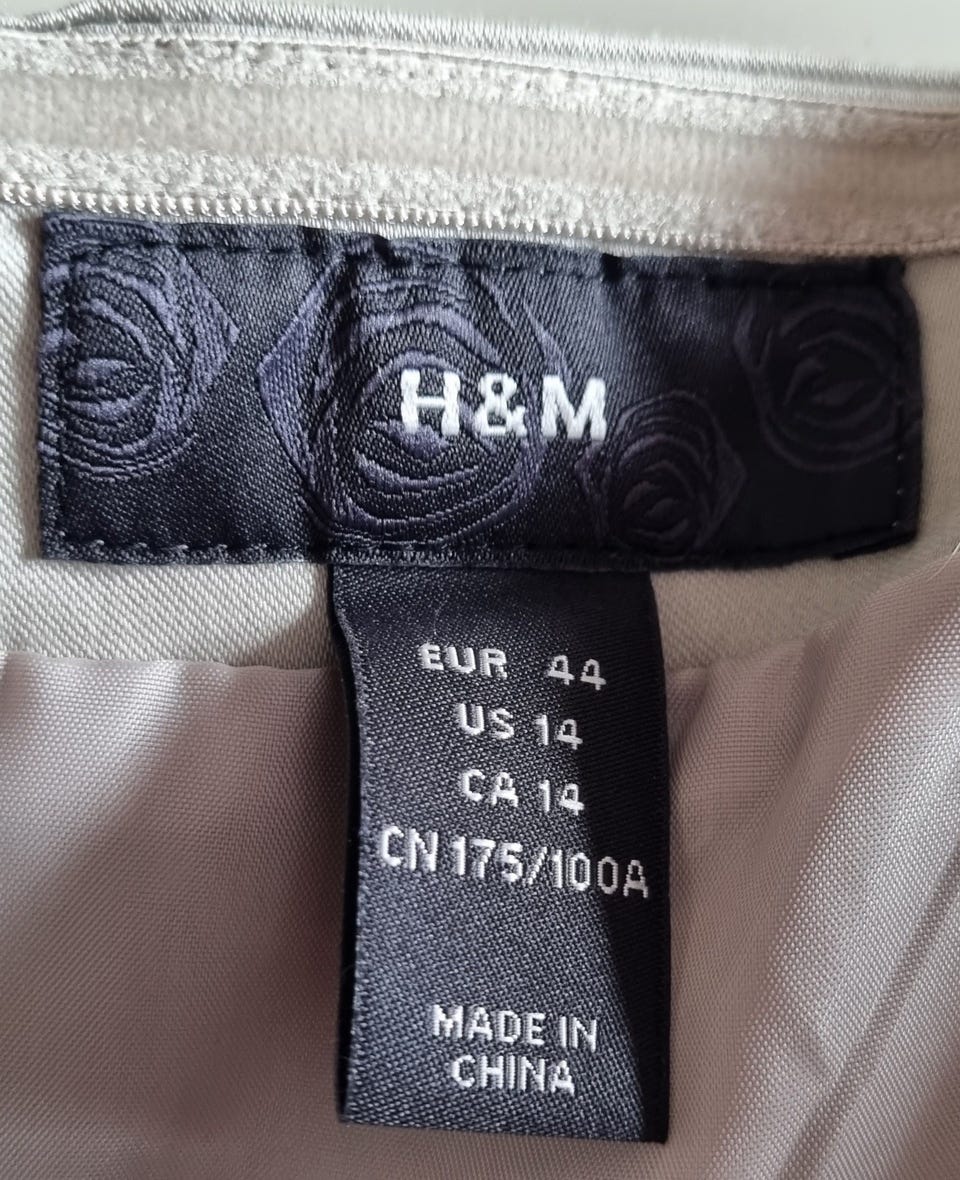 H&M
EUR 44
US 14
CA 14
CN 175/100A
MADE IN
CHINA